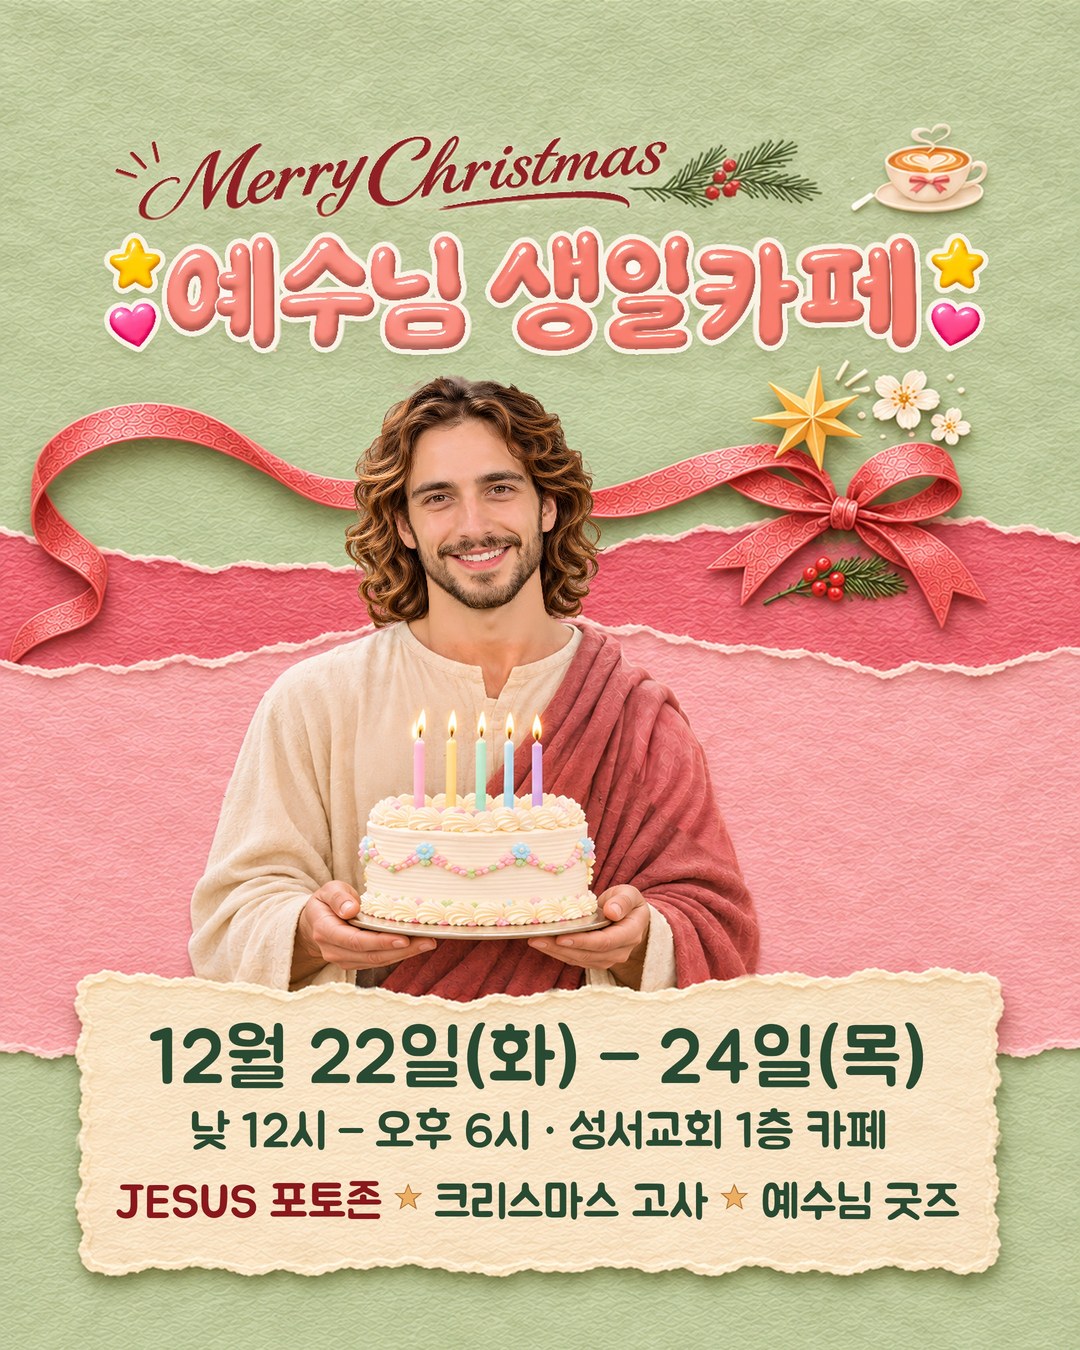 Merry Christmas
예수님 생일카페
12월 22일(화) – 24일(목)
낮 12시 – 오후 6시 · 성서교회 1층 카페
JESUS 포토존 ★ 크리스마스 고사 ★ 예수님 굿즈